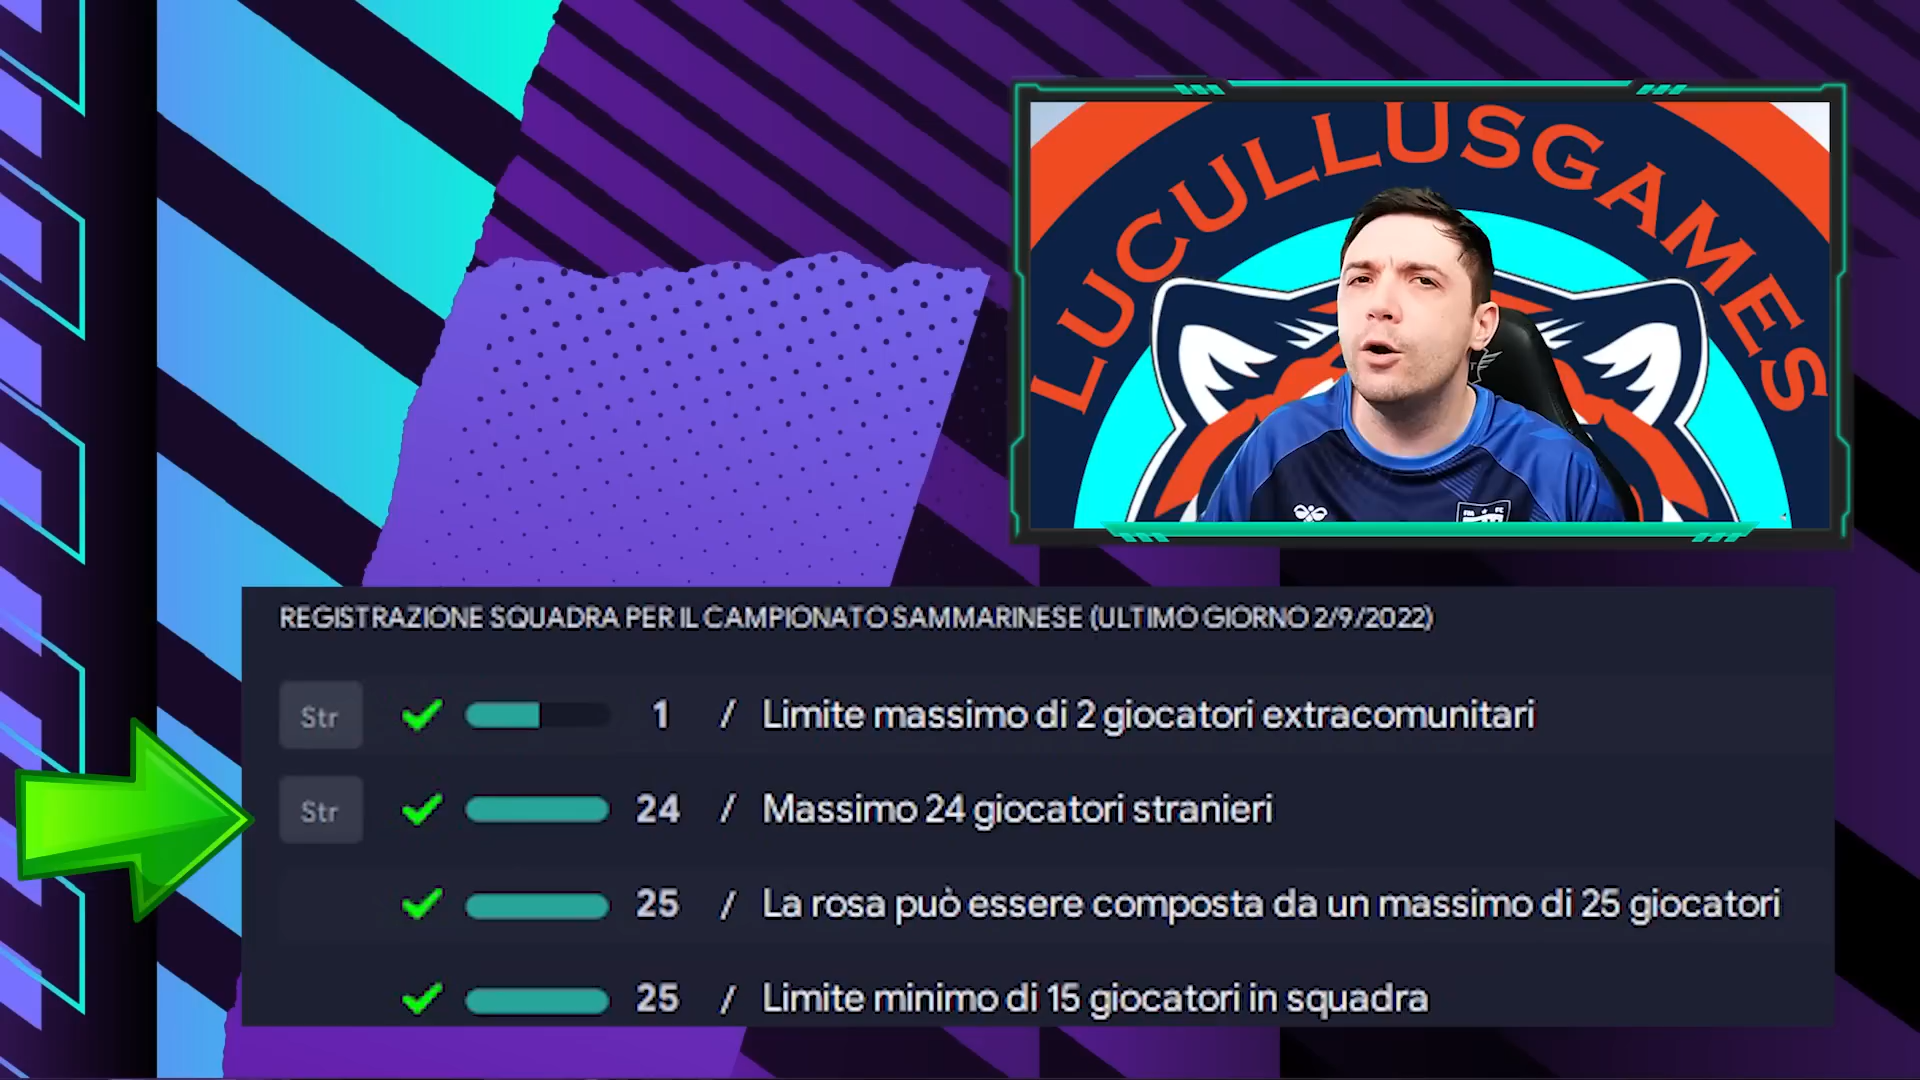 LUCULLUSGAMES
REGISTRAZIONE SQUADRA PER IL CAMPIONATO SAMMARINESE (ULTIMO GIORNO 2/9/2022)
Str 1 / Limite massimo di 2 giocatori extracomunitari
Str 24 / Massimo 24 giocatori stranieri
25 / La rosa può essere composta da un massimo di 25 giocatori
25 / Limite minimo di 15 giocatori in squadra